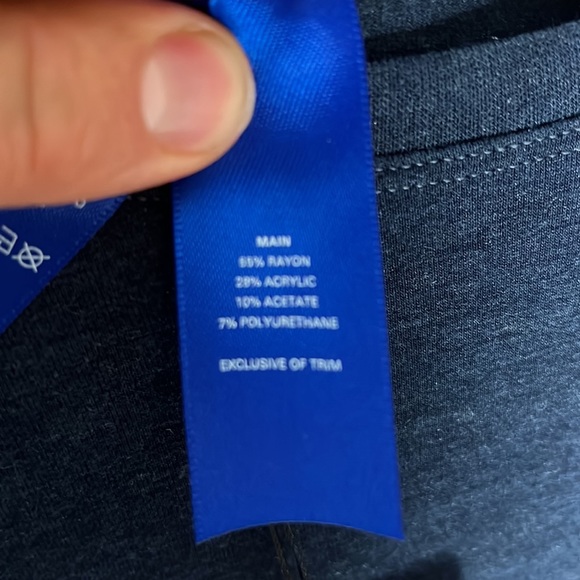 MAIN
55% RAYON
28% ACRYLIC
10% ACETATE
7% POLYURETHANE
EXCLUSIVE OF TRIM